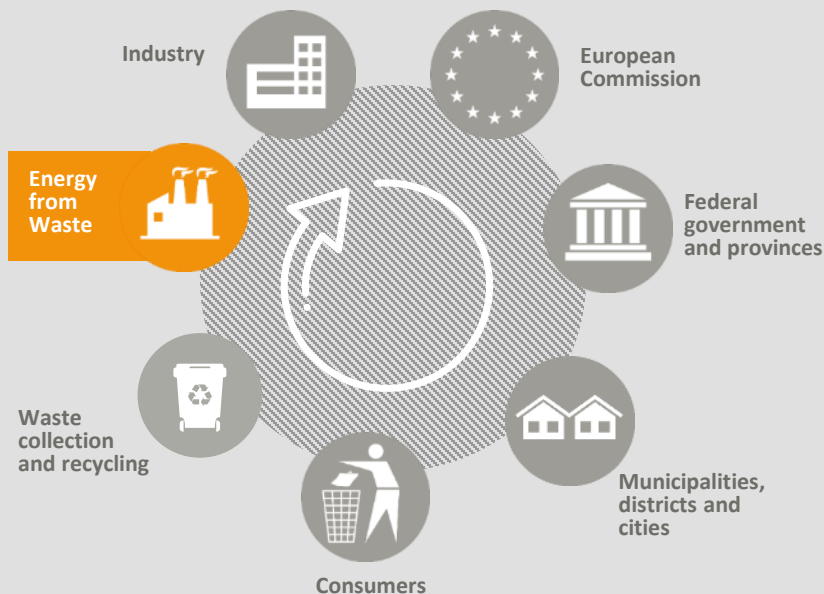 Industry
European
Commission
Energy
from
Waste
Federal
government
and provinces
Waste
collection
and recycling
Municipalities,
districts and
cities
Consumers